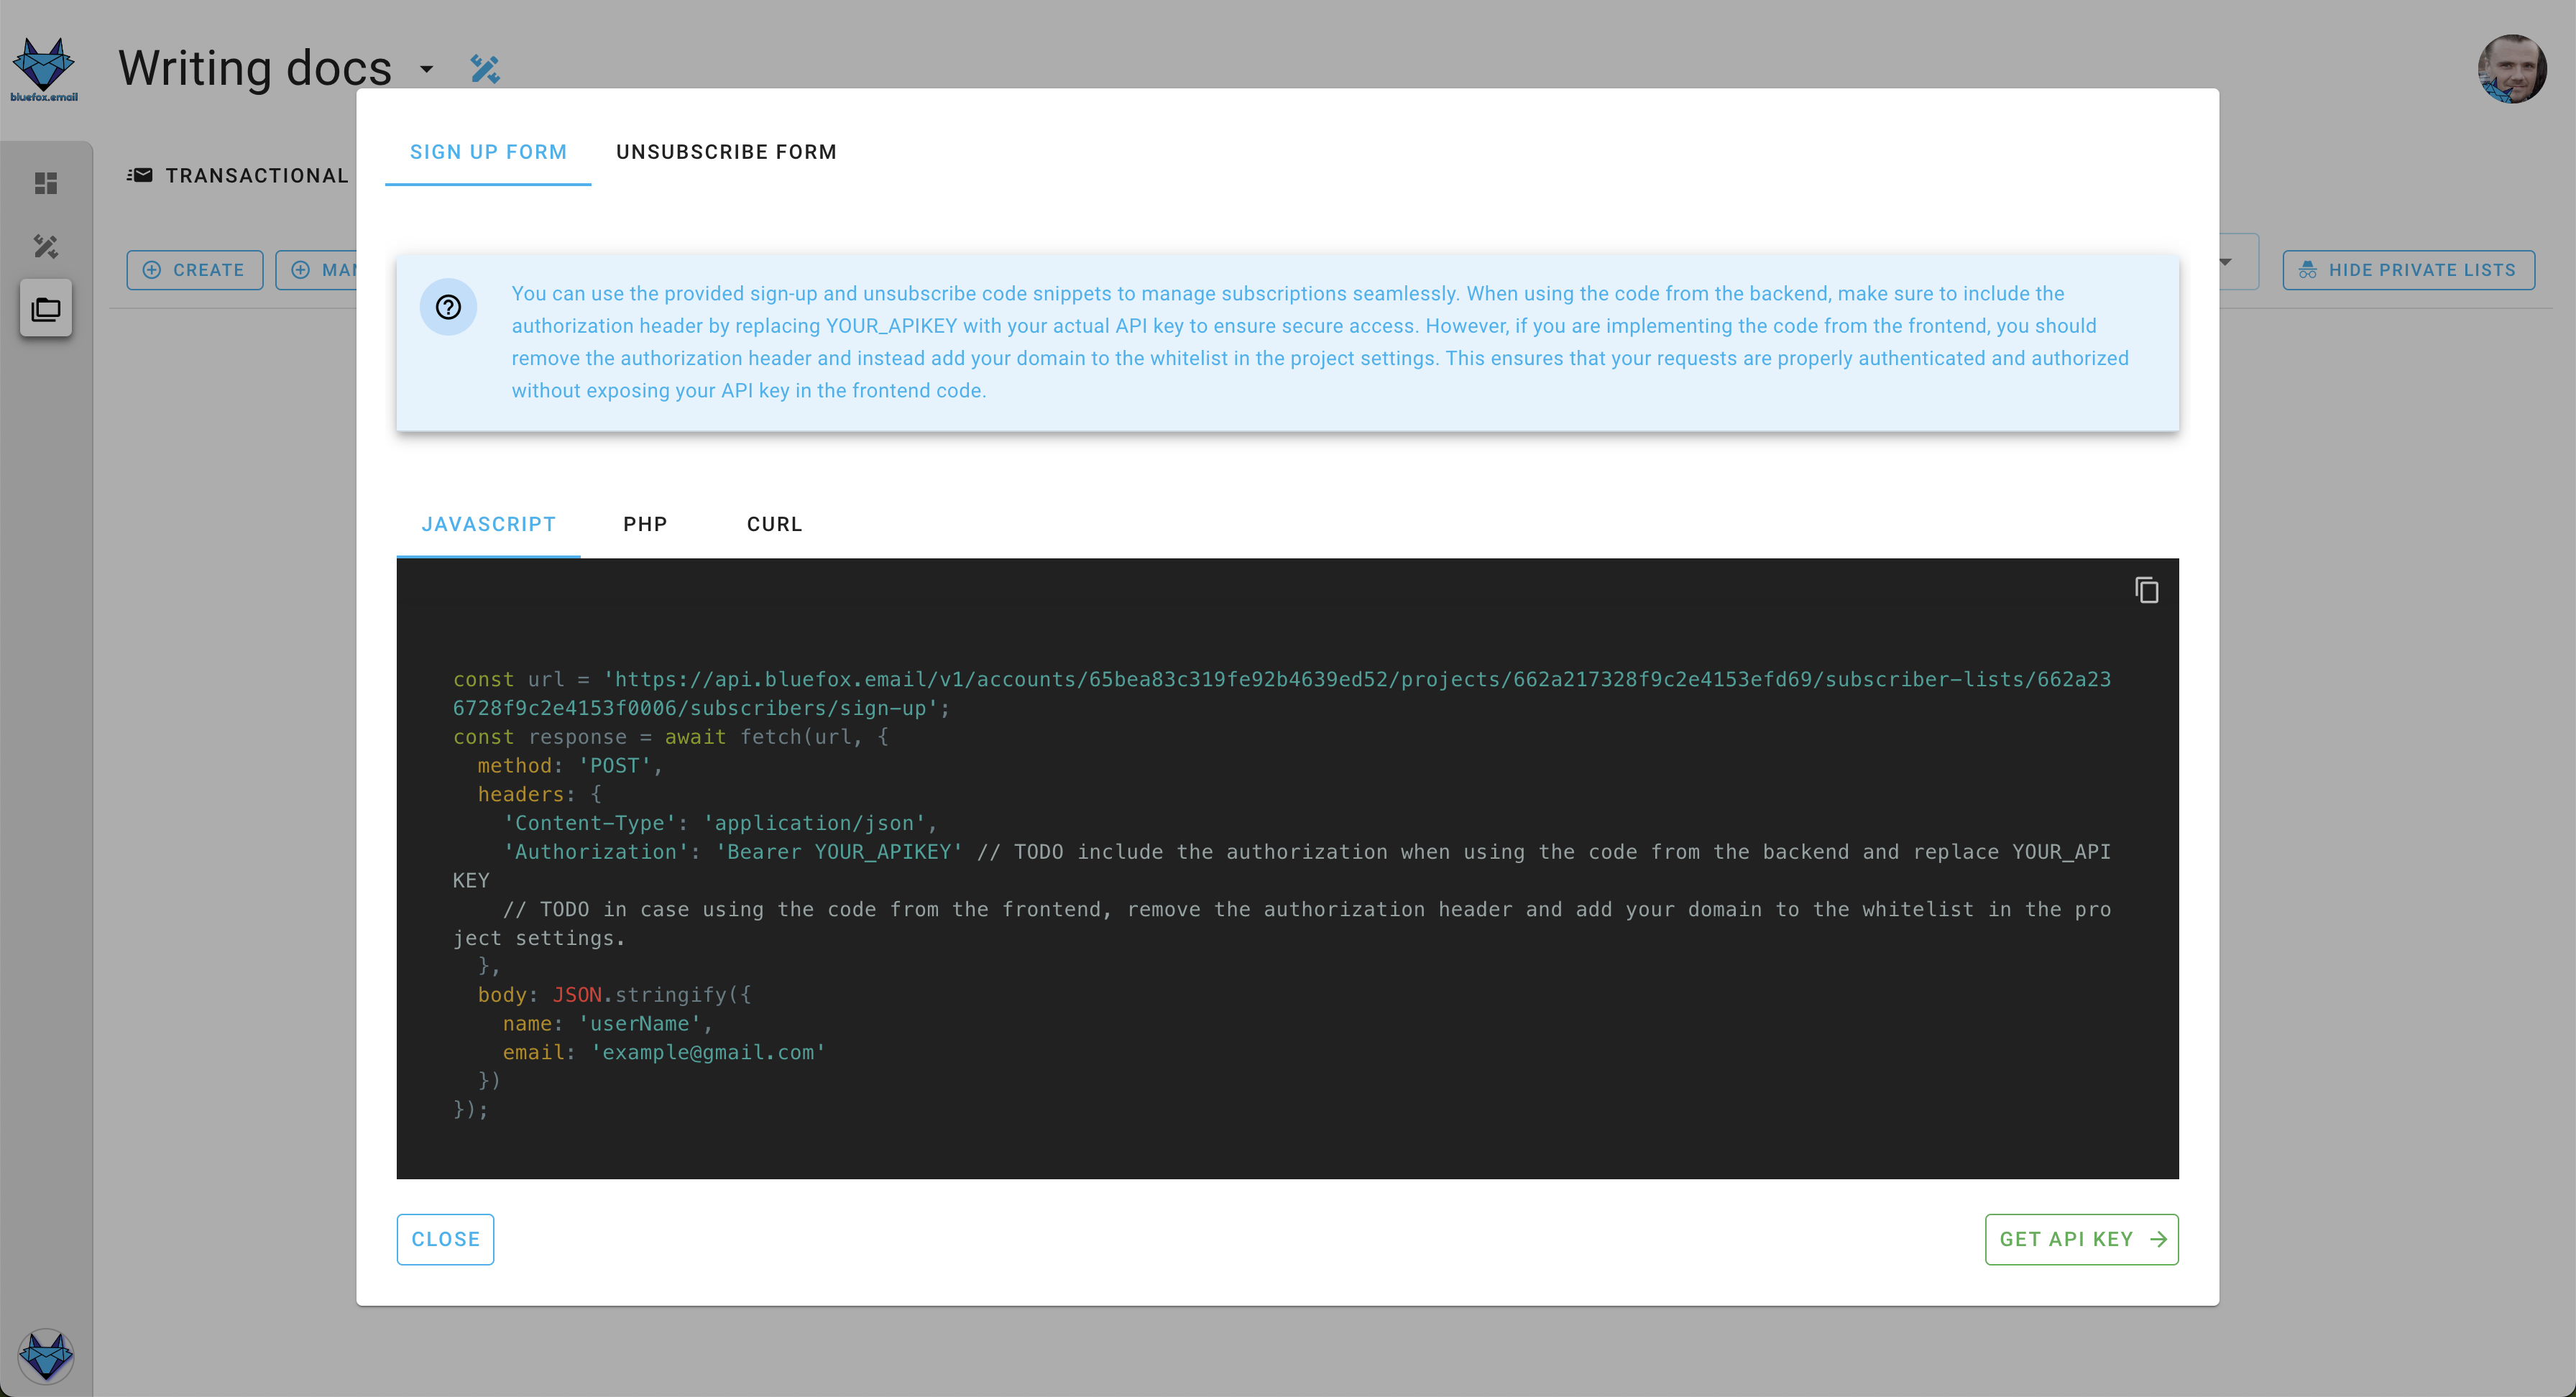 bluefox.email
Writing docs
TRANSACTIONAL
CREATE
MAN
HIDE PRIVATE LISTS
SIGN UP FORM
UNSUBSCRIBE FORM
You can use the provided sign-up and unsubscribe code snippets to manage subscriptions seamlessly. When using the code from the backend, make sure to include the
authorization header by replacing YOUR_APIKEY with your actual API key to ensure secure access. However, if you are implementing the code from the frontend, you should
remove the authorization header and instead add your domain to the whitelist in the project settings. This ensures that your requests are properly authenticated and authorized
without exposing your API key in the frontend code.
JAVASCRIPT
PHP
CURL
const url = 'https://api.bluefox.email/v1/accounts/65bea83c319fe92b4639ed52/projects/662a217328f9c2e4153efd69/subscriber-lists/662a23
6728f9c2e4153f0006/subscribers/sign-up';
const response = await fetch(url, {
method: 'POST',
headers: {
'Content-Type': 'application/json',
'Authorization': 'Bearer YOUR_APIKEY' // TODO include the authorization when using the code from the backend and replace YOUR_API
KEY
// TODO in case using the code from the frontend, remove the authorization header and add your domain to the whitelist in the pro
ject settings.
},
body: JSON.stringify({
name: 'userName',
email: 'example@gmail.com'
})
});
CLOSE
GET API KEY